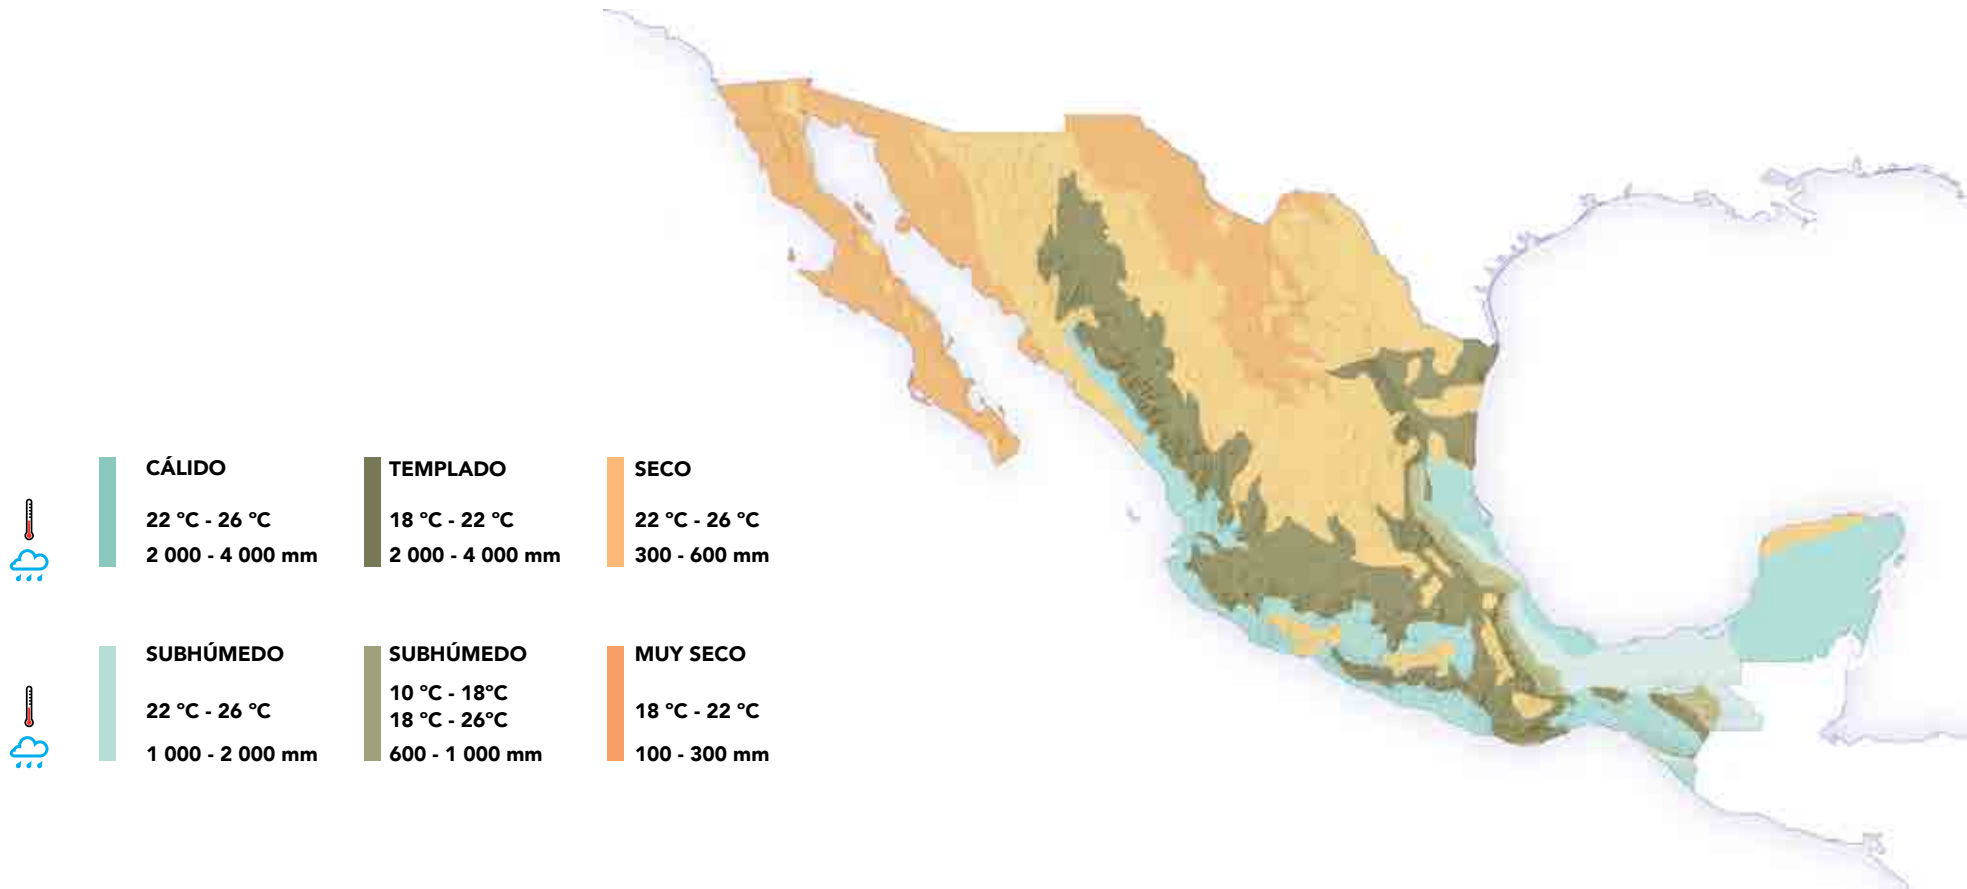 CÁLIDO
22 °C - 26 °C
2 000 - 4 000 mm
TEMPLADO
18 °C - 22 °C
2 000 - 4 000 mm
SECO
22 °C - 26 °C
300 - 600 mm
SUBHÚMEDO
22 °C - 26 °C
1 000 - 2 000 mm
SUBHÚMEDO
10 °C - 18°C
18 °C - 26°C
600 - 1 000 mm
MUY SECO
18 °C - 22 °C
100 - 300 mm